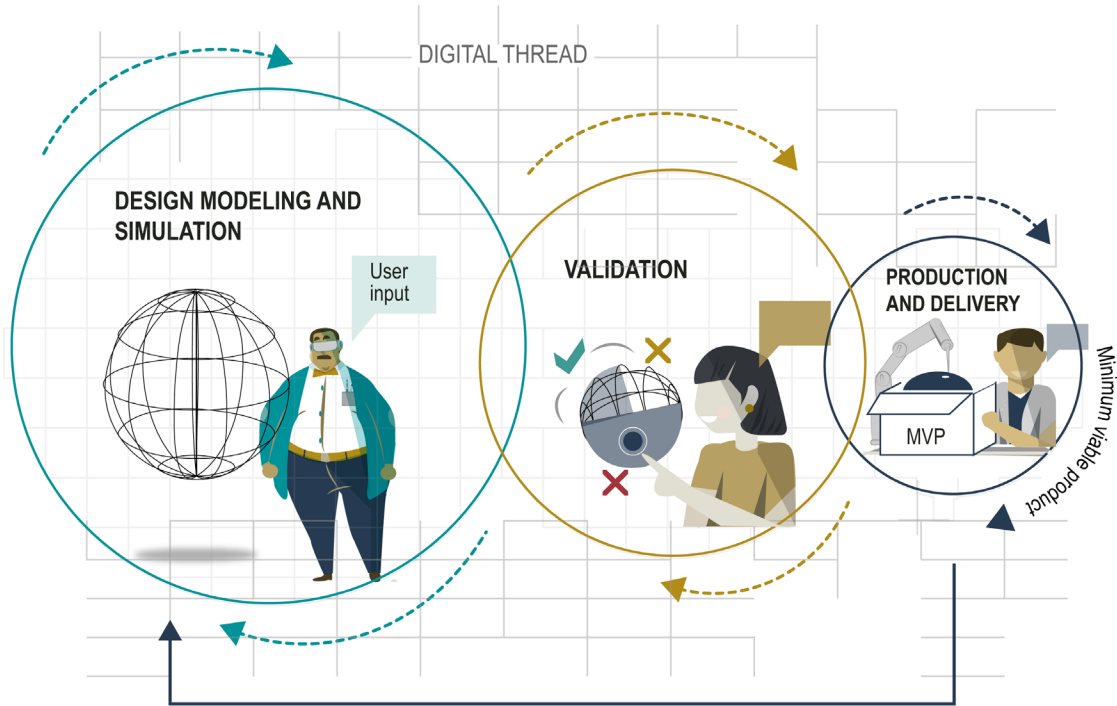 DIGITAL THREAD
DESIGN MODELING AND
SIMULATION
User
input
VALIDATION
PRODUCTION
AND DELIVERY
MVP
Minimum viable product